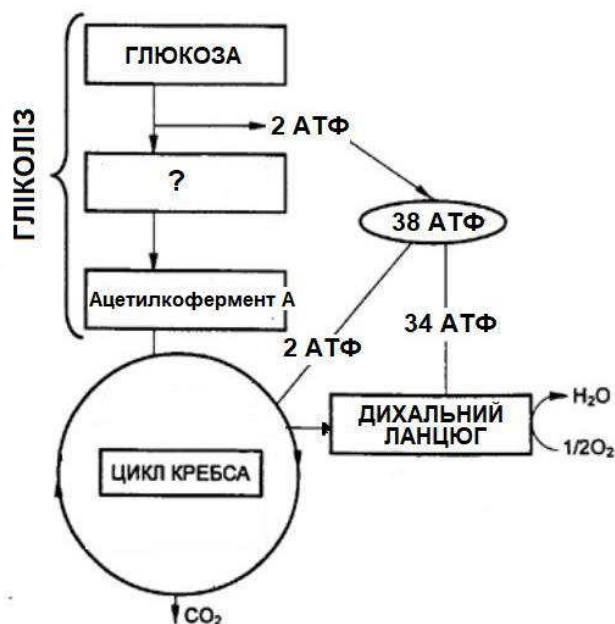 ГЛІКОЛІЗ
ГЛЮКОЗА
2 АТФ
?
38 АТФ
Ацетилкофермент А
2 АТФ
34 АТФ
ДИХАЛЬНИЙ
ЛАНЦЮГ
H₂O
1/2O₂
ЦИКЛ КРЕБСА
CO₂